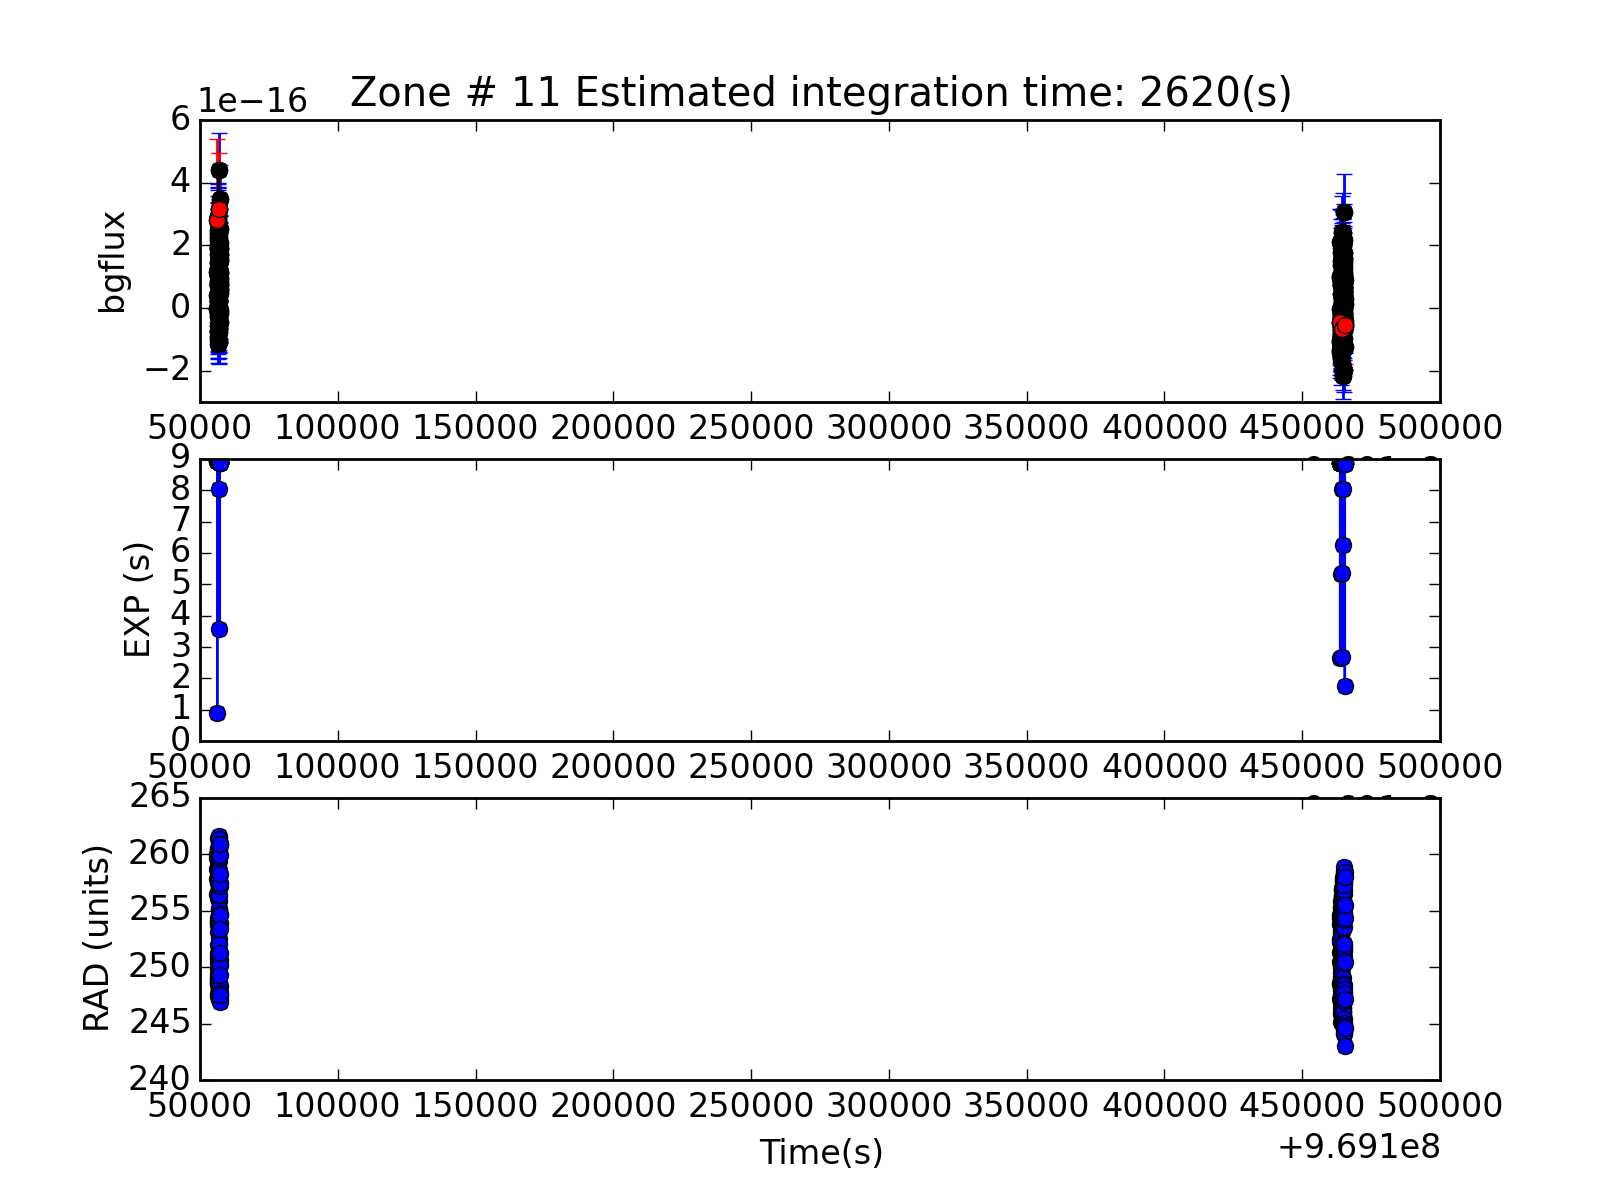 Zone # 11 Estimated integration time: 2620(s)
1e−16
6
4
2
0
−2
bgflux
50000 100000 150000 200000 250000 300000 350000 400000 450000 500000
9
8
7
6
5
4
3
2
1
0
EXP (s)
50000 100000 150000 200000 250000 300000 350000 400000 450000 500000
265
260
255
250
245
240
RAD (units)
50000 100000 150000 200000 250000 300000 350000 400000 450000 500000
Time(s)
+9.691e8